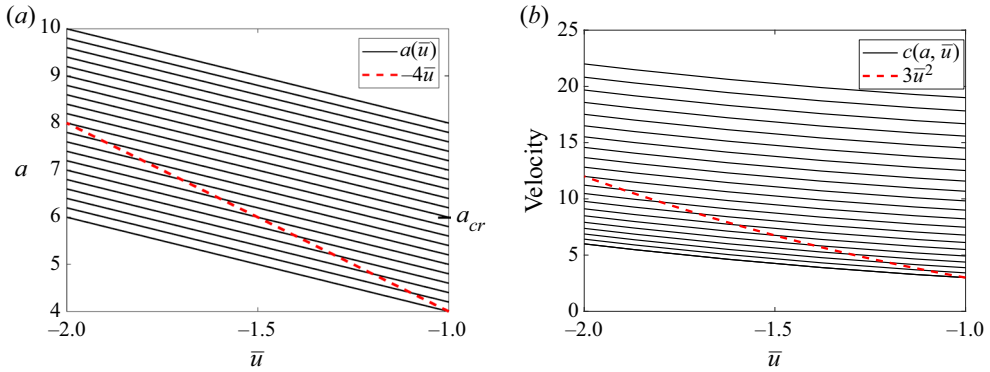 (a)
10
9
8
7
6
5
4
a
a(ū)
–4ū
a_cr
–2.0
–1.5
–1.0
ū
(b)
25
20
15
10
5
0
Velocity
c(a, ū)
3ū²
–2.0
–1.5
–1.0
ū